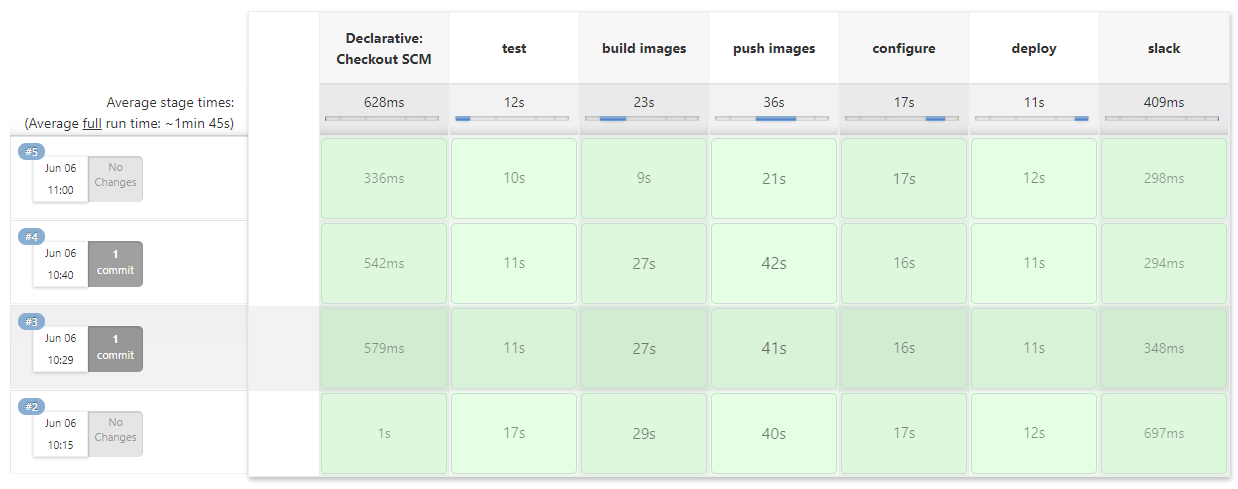 Declarative:
Checkout SCM
test
build images
push images
configure
deploy
slack
Average stage times:
(Average full run time: ~1min 45s)
628ms
12s
23s
36s
17s
11s
409ms
#5
Jun 06
11:00
No
Changes
336ms
10s
9s
21s
17s
12s
298ms
#4
Jun 06
10:40
1
commit
542ms
11s
27s
42s
16s
11s
294ms
#3
Jun 06
10:29
1
commit
579ms
11s
27s
41s
16s
11s
348ms
#2
Jun 06
10:15
No
Changes
1s
17s
29s
40s
17s
12s
697ms